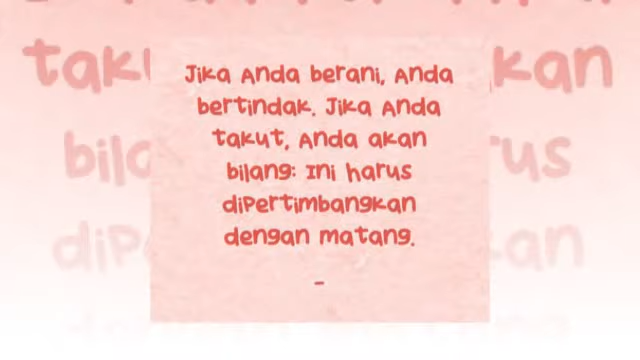 Jika Anda berani, Anda
bertindak. Jika Anda
takut, Anda akan
bilang: Ini harus
dipertimbangkan
dengan matang.
-